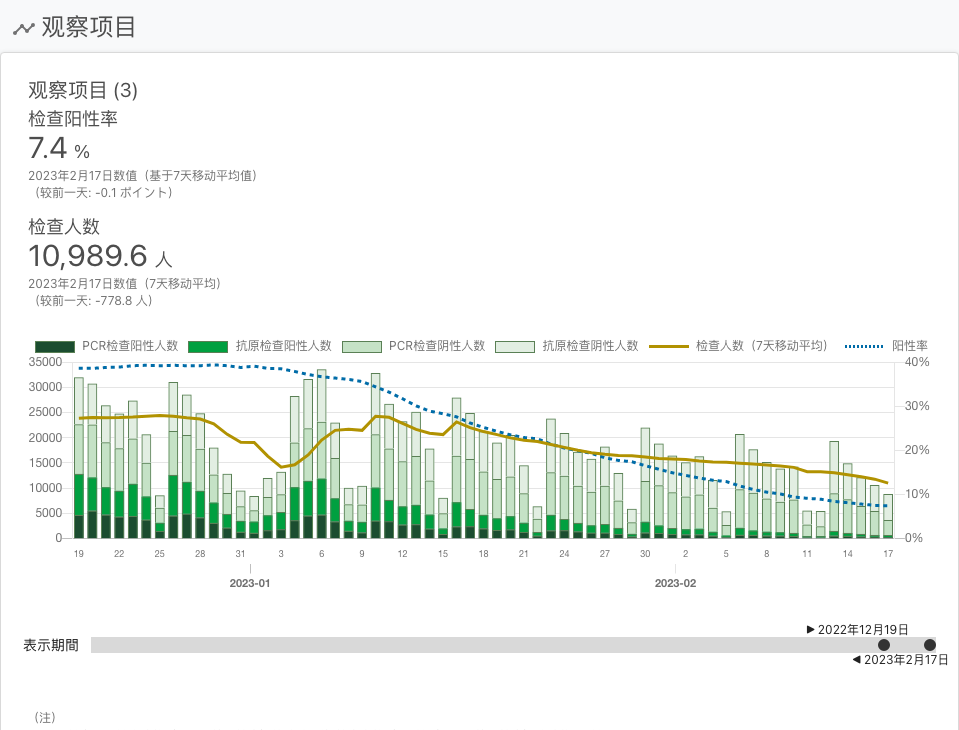 观察项目
观察项目 (3)
检查阳性率
7.4 %
2023年2月17日数值（基于7天移动平均值）
（较前一天: -0.1 ポイント）
检查人数
10,989.6 人
2023年2月17日数值（7天移动平均）
（较前一天: -778.8 人）
PCR检查阳性人数 抗原检查阳性人数 PCR检查阴性人数 抗原检查阴性人数 检查人数（7天移动平均） 阳性率
35000 40%
30000
25000 30%
20000
15000 20%
10000 10%
5000
0 0%
19 22 25 28 31 3 6 9 12 15 18 21 24 27 30 2 5 8 11 14 17
2023-01 2023-02
▶ 2022年12月19日
表示期間
◀ 2023年2月17日
（注）